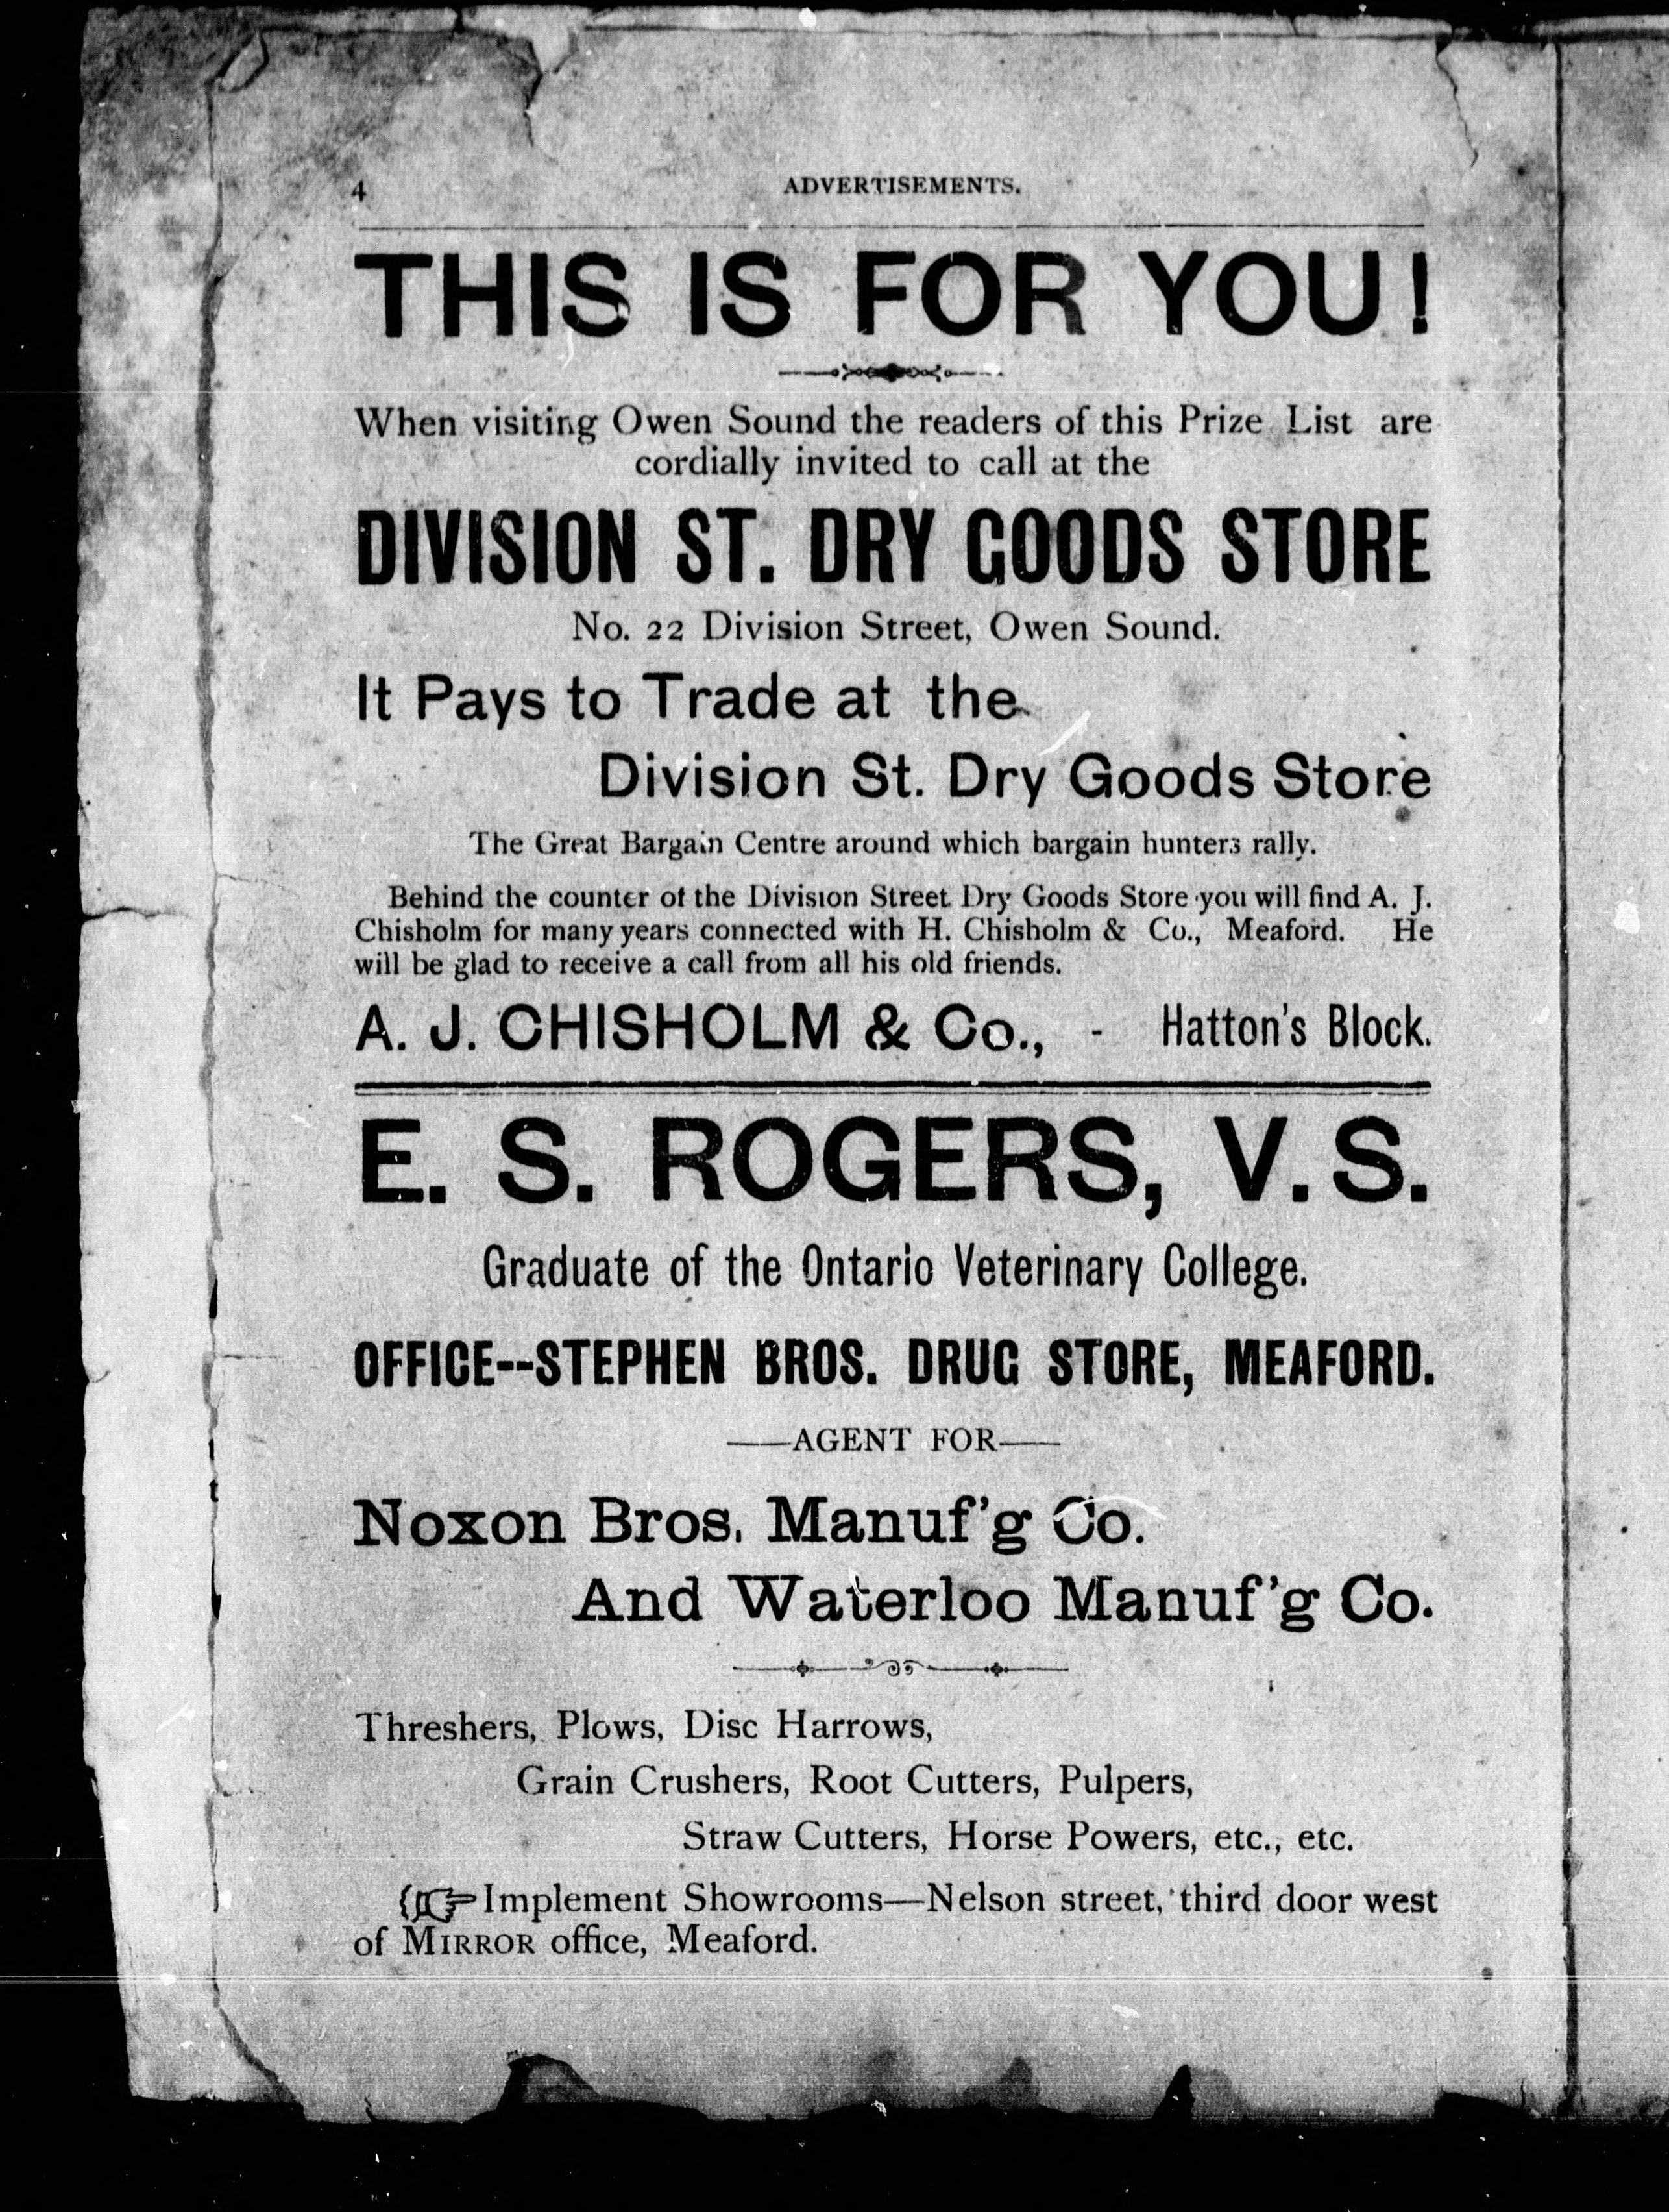 4
ADVERTISEMENTS.
THIS IS FOR YOU!
When visiting Owen Sound the readers of this Prize List are
cordially invited to call at the
DIVISION ST. DRY GOODS STORE
No. 22 Division Street, Owen Sound.
It Pays to Trade at the
Division St. Dry Goods Store
The Great Bargain Centre around which bargain hunters rally.
Behind the counter of the Division Street Dry Goods Store you will find A. J.
Chisholm for many years connected with H. Chisholm & Co., Meaford. He
will be glad to receive a call from all his old friends.
A. J. CHISHOLM & Co., - Hatton's Block.
E. S. ROGERS, V. S.
Graduate of the Ontario Veterinary College.
OFFICE--STEPHEN BROS. DRUG STORE, MEAFORD.
——AGENT FOR——
Noxon Bros. Manuf'g Co.
And Waterloo Manuf'g Co.
Threshers, Plows, Disc Harrows,
Grain Crushers, Root Cutters, Pulpers,
Straw Cutters, Horse Powers, etc., etc.
☞Implement Showrooms—Nelson street, third door west
of MIRROR office, Meaford.